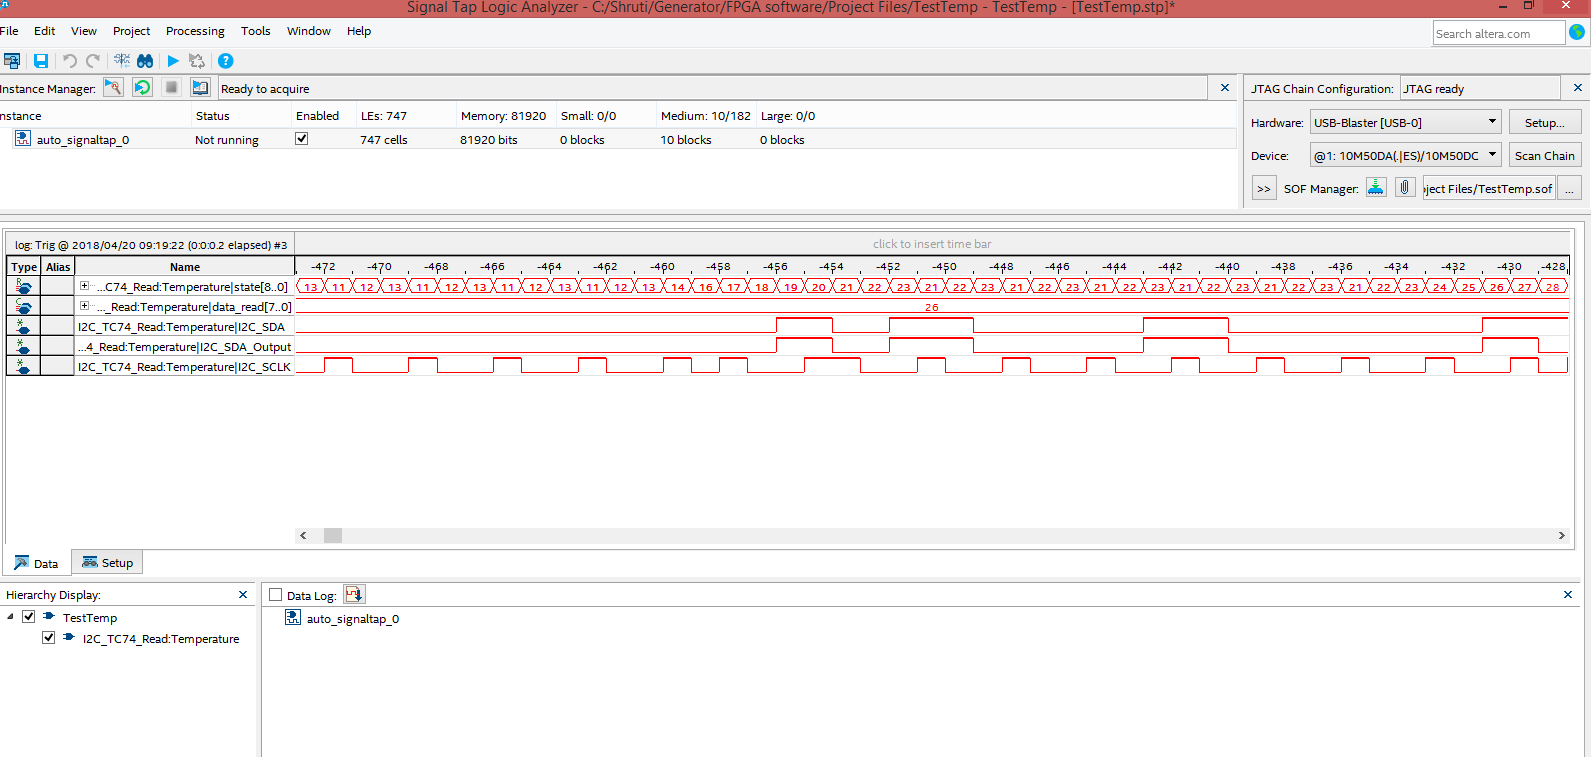 Signal Tap Logic Analyzer - C:/Shruti/Generator/FPGA software/Project Files/TestTemp - TestTemp - [TestTemp.stp]*
File Edit View Project Processing Tools Window Help
Search altera.com
Instance Manager: Ready to acquire
JTAG Chain Configuration: JTAG ready
nstance Status Enabled LEs: 747 Memory: 81920 Small: 0/0 Medium: 10/182 Large: 0/0
auto_signaltap_0 Not running 747 cells 81920 bits 0 blocks 10 blocks 0 blocks
Hardware: USB-Blaster [USB-0] Setup...
Device: @1: 10M50DA(.|ES)/10M50DC Scan Chain
>> SOF Manager: ject Files/TestTemp.sof ...
log: Trig @ 2018/04/20 09:19:22 (0:0:0.2 elapsed) #3 click to insert time bar
Type Alias Name -472 -470 -468 -466 -464 -462 -460 -458 -456 -454 -452 -450 -448 -446 -444 -442 -440 -438 -436 -434 -432 -430 -428
...C74_Read:Temperature|state[8..0] 13 11 12 13 11 12 13 11 12 13 11 12 13 14 16 17 18 19 20 21 22 23 21 22 23 21 22 23 21 22 23 21 22 23 21 22 23 21 22 23 24 25 26 27 28
..._Read:Temperature|data_read[7..0] 26
I2C_TC74_Read:Temperature|I2C_SDA
...4_Read:Temperature|I2C_SDA_Output
I2C_TC74_Read:Temperature|I2C_SCLK
Data Setup
Hierarchy Display:
TestTemp
I2C_TC74_Read:Temperature
Data Log:
auto_signaltap_0